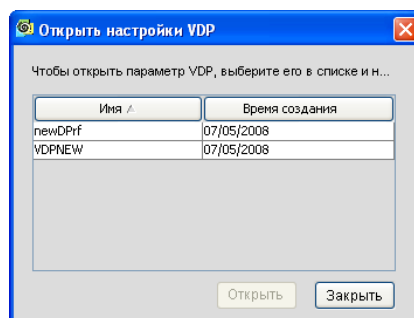 Открыть настройки VDP
Чтобы открыть параметр VDP, выберите его в списке и н...
Имя Время создания
newDPrf 07/05/2008
VDPNEW 07/05/2008
Открыть Закрыть